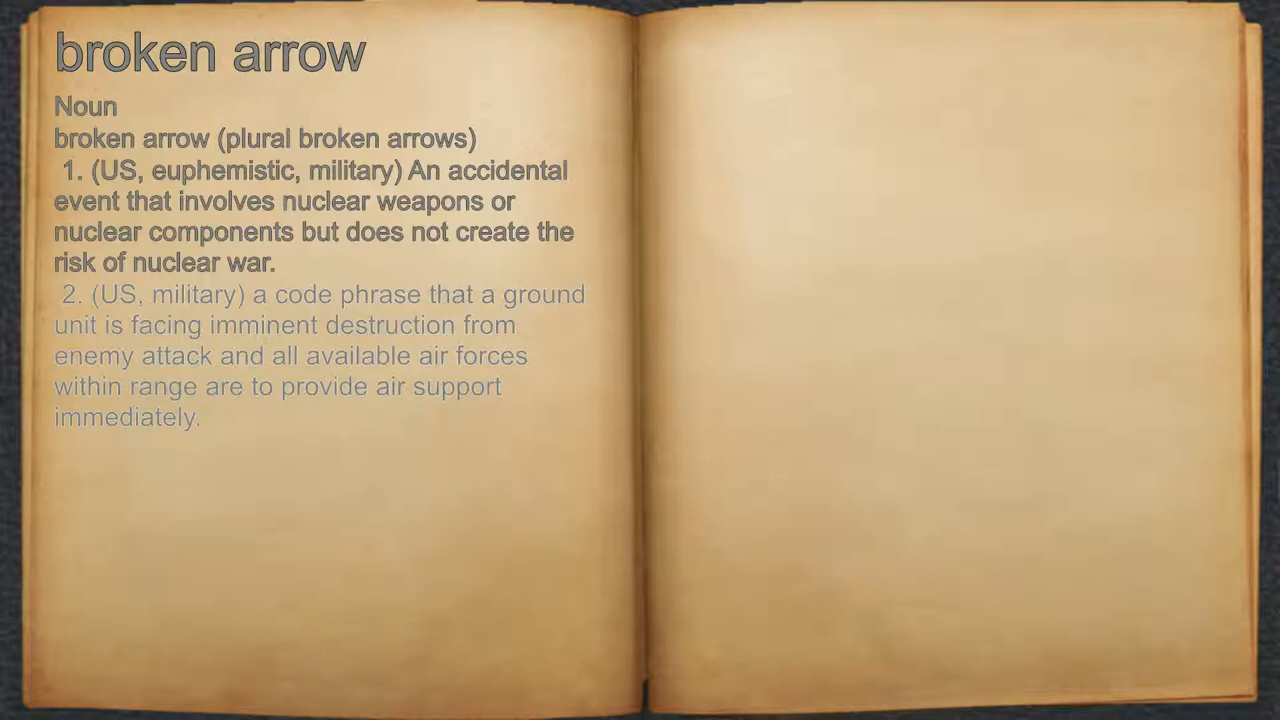 broken arrow
Noun
broken arrow (plural broken arrows)
1. (US, euphemistic, military) An accidental
event that involves nuclear weapons or
nuclear components but does not create the
risk of nuclear war.
2. (US, military) a code phrase that a ground
unit is facing imminent destruction from
enemy attack and all available air forces
within range are to provide air support
immediately.